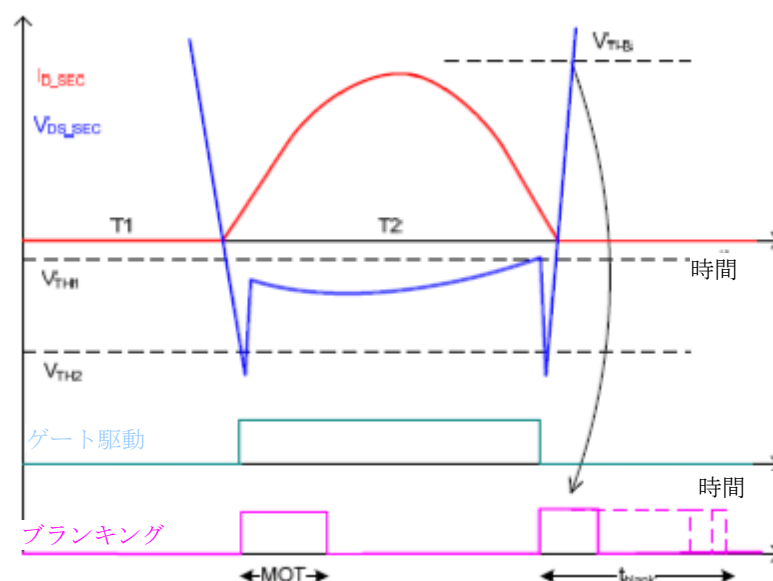 I_D_SEC
V_DS_SEC
T1
T2
時間
V_TH1
V_TH2
ゲート駆動
時間
ブランキング
MOT
t_blank